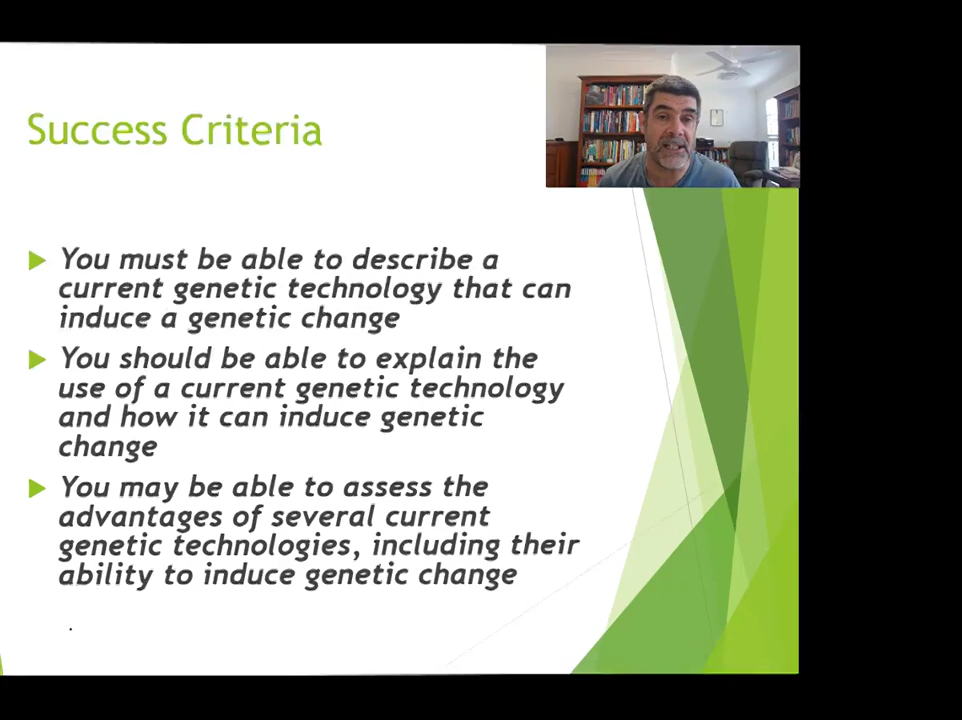 Success Criteria
You must be able to describe a
current genetic technology that can
induce a genetic change
You should be able to explain the
use of a current genetic technology
and how it can induce genetic
change
You may be able to assess the
advantages of several current
genetic technologies, including their
ability to induce genetic change
.